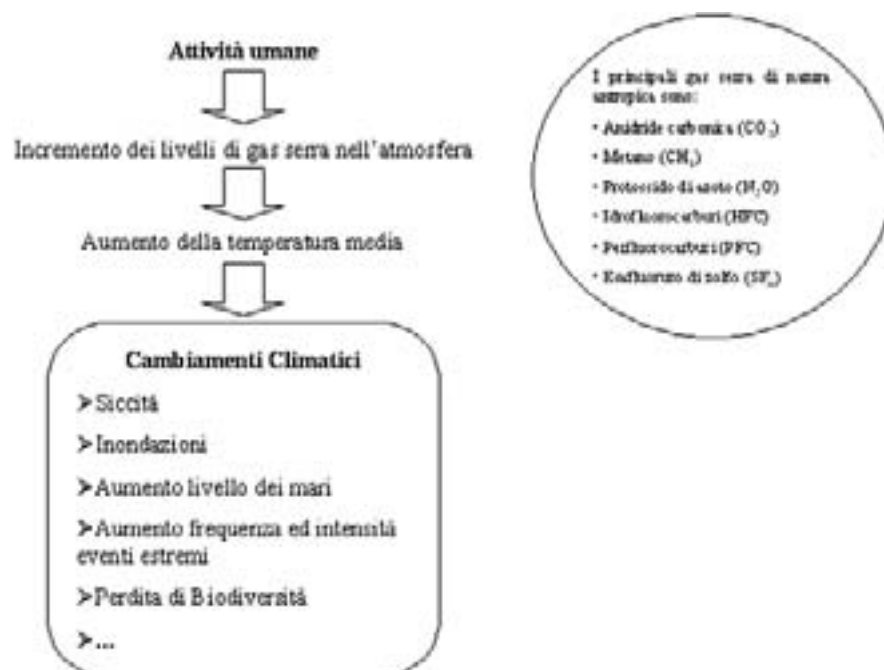 Attività umane
Incremento dei livelli di gas serra nell'atmosfera
Aumento della temperatura media
Cambiamenti Climatici
➢Siccità
➢Inondazioni
➢Aumento livello dei mari
➢Aumento frequenza ed intensità
eventi estremi
➢Perdita di Biodiversità
➢...
I principali gas serra di natura
antropica sono:
• Anidride carbonica (CO₂)
• Metano (CH₄)
• Protossido di azoto (N₂O)
• Idrofluorocarburi (HFC)
• Perfluorocarburi (PFC)
• Esafluoruro di zolfo (SF₆)